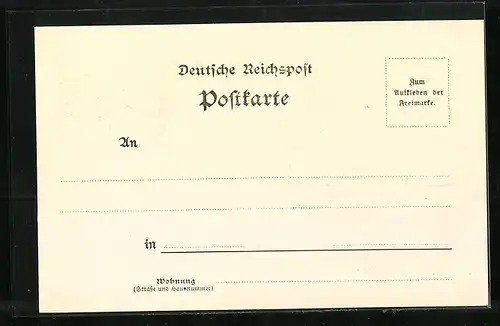 Deutsche Reichspost
Postkarte
Zum
Aufkleben der
Freimarke.
An
in
Wohnung
(Straße und Hausnummer)